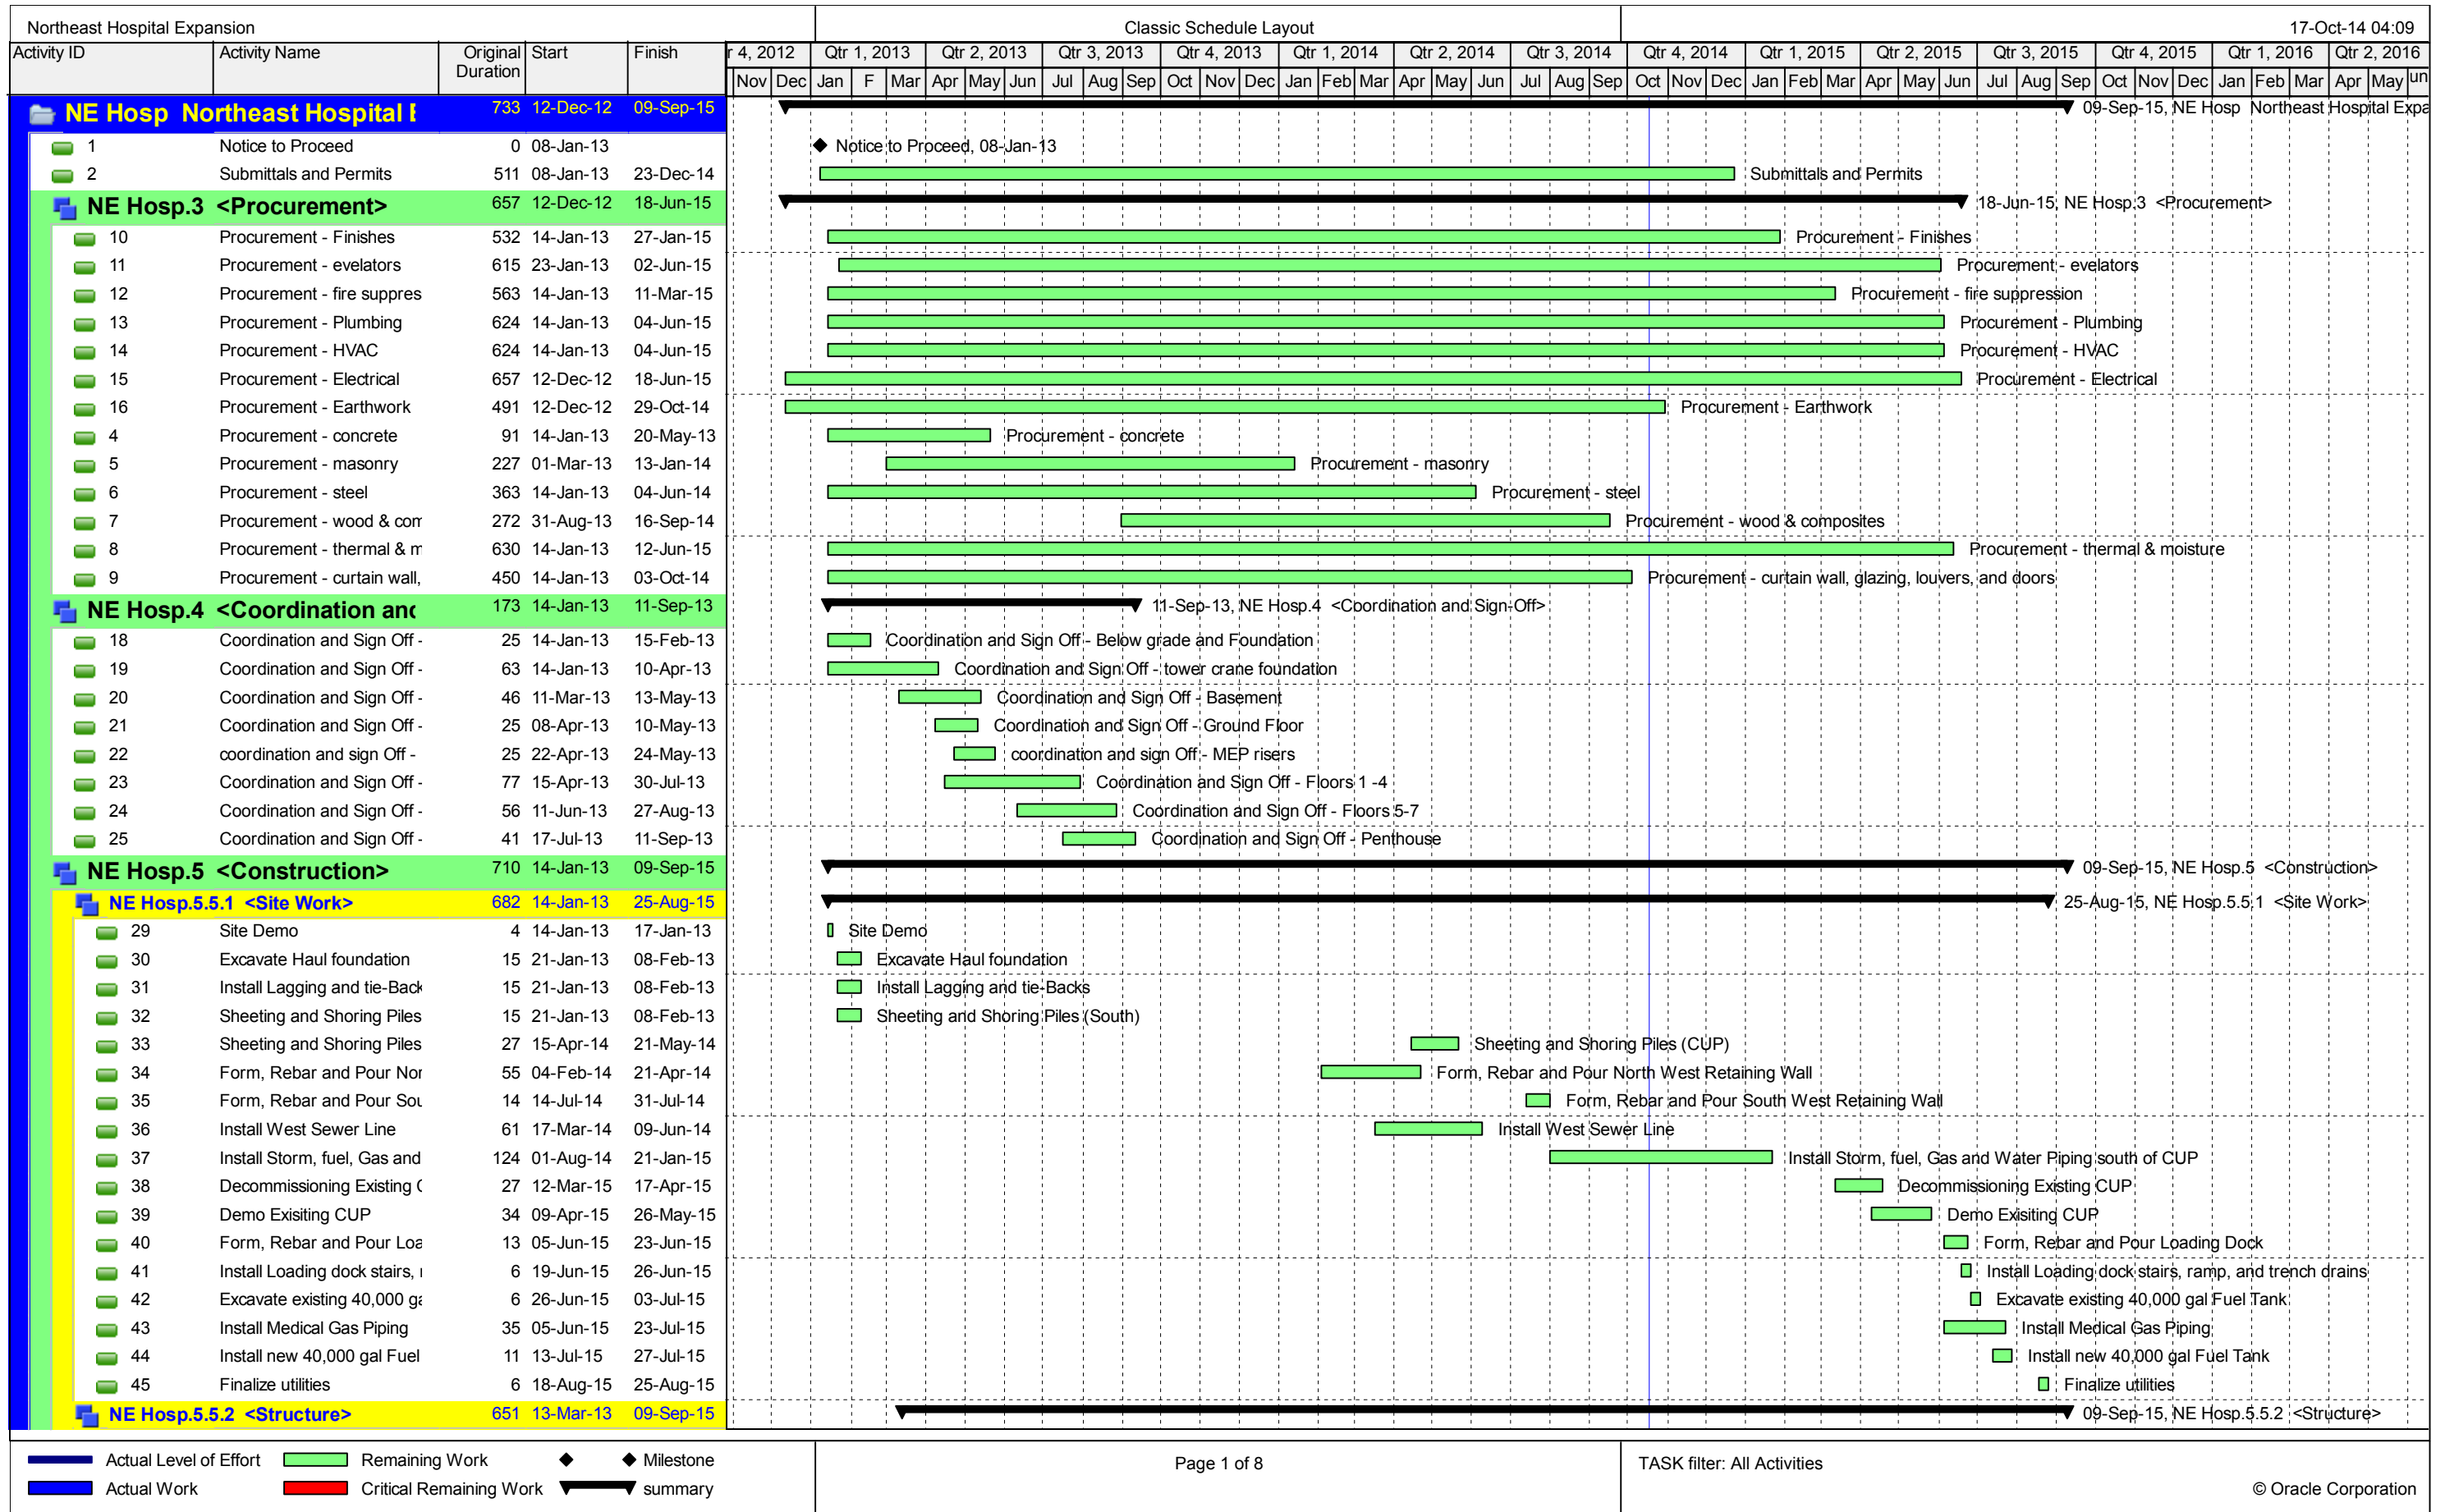 Northeast Hospital Expansion Classic Schedule Layout 17-Oct-14 04:09
Activity ID Activity Name Original Duration Start Finish
r 4, 2012 Qtr 1, 2013 Qtr 2, 2013 Qtr 3, 2013 Qtr 4, 2013 Qtr 1, 2014 Qtr 2, 2014 Qtr 3, 2014 Qtr 4, 2014 Qtr 1, 2015 Qtr 2, 2015 Qtr 3, 2015 Qtr 4, 2015 Qtr 1, 2016 Qtr 2, 2016
Nov Dec Jan F Mar Apr May Jun Jul Aug Sep Oct Nov Dec Jan Feb Mar Apr May Jun Jul Aug Sep Oct Nov Dec Jan Feb Mar Apr May Jun Jul Aug Sep Oct Nov Dec Jan Feb Mar Apr May un
NE Hosp Northeast Hospital E 733 12-Dec-12 09-Sep-15 09-Sep-15, NE Hosp Northeast Hospital Expa
1 Notice to Proceed 0 08-Jan-13 Notice to Proceed, 08-Jan-13
2 Submittals and Permits 511 08-Jan-13 23-Dec-14 Submittals and Permits
NE Hosp.3 <Procurement> 657 12-Dec-12 18-Jun-15 18-Jun-15, NE Hosp.3 <Procurement>
10 Procurement - Finishes 532 14-Jan-13 27-Jan-15 Procurement - Finishes
11 Procurement - evelators 615 23-Jan-13 02-Jun-15 Procurement - evelators
12 Procurement - fire suppres 563 14-Jan-13 11-Mar-15 Procurement - fire suppression
13 Procurement - Plumbing 624 14-Jan-13 04-Jun-15 Procurement - Plumbing
14 Procurement - HVAC 624 14-Jan-13 04-Jun-15 Procurement - HVAC
15 Procurement - Electrical 657 12-Dec-12 18-Jun-15 Procurement - Electrical
16 Procurement - Earthwork 491 12-Dec-12 29-Oct-14 Procurement - Earthwork
4 Procurement - concrete 91 14-Jan-13 20-May-13 Procurement - concrete
5 Procurement - masonry 227 01-Mar-13 13-Jan-14 Procurement - masonry
6 Procurement - steel 363 14-Jan-13 04-Jun-14 Procurement - steel
7 Procurement - wood & com 272 31-Aug-13 16-Sep-14 Procurement - wood & composites
8 Procurement - thermal & m 630 14-Jan-13 12-Jun-15 Procurement - thermal & moisture
9 Procurement - curtain wall, 450 14-Jan-13 03-Oct-14 Procurement - curtain wall, glazing, louvers, and doors
NE Hosp.4 <Coordination and 173 14-Jan-13 11-Sep-13 11-Sep-13, NE Hosp.4 <Coordination and Sign-Off>
18 Coordination and Sign Off - 25 14-Jan-13 15-Feb-13 Coordination and Sign Off - Below grade and Foundation
19 Coordination and Sign Off - 63 14-Jan-13 10-Apr-13 Coordination and Sign Off - tower crane foundation
20 Coordination and Sign Off - 46 11-Mar-13 13-May-13 Coordination and Sign Off - Basement
21 Coordination and Sign Off - 25 08-Apr-13 10-May-13 Coordination and Sign Off - Ground Floor
22 coordination and sign Off - 25 22-Apr-13 24-May-13 coordination and sign Off - MEP risers
23 Coordination and Sign Off - 77 15-Apr-13 30-Jul-13 Coordination and Sign Off - Floors 1 -4
24 Coordination and Sign Off - 56 11-Jun-13 27-Aug-13 Coordination and Sign Off - Floors 5-7
25 Coordination and Sign Off - 41 17-Jul-13 11-Sep-13 Coordination and Sign Off - Penthouse
NE Hosp.5 <Construction> 710 14-Jan-13 09-Sep-15 09-Sep-15, NE Hosp.5 <Construction>
NE Hosp.5.5.1 <Site Work> 682 14-Jan-13 25-Aug-15 25-Aug-15, NE Hosp.5.5.1 <Site Work>
29 Site Demo 4 14-Jan-13 17-Jan-13 Site Demo
30 Excavate Haul foundation 15 21-Jan-13 08-Feb-13 Excavate Haul foundation
31 Install Lagging and tie-Back 15 21-Jan-13 08-Feb-13 Install Lagging and tie-Backs
32 Sheeting and Shoring Piles 15 21-Jan-13 08-Feb-13 Sheeting and Shoring Piles (South)
33 Sheeting and Shoring Piles 27 15-Apr-14 21-May-14 Sheeting and Shoring Piles (CUP)
34 Form, Rebar and Pour Nor 55 04-Feb-14 21-Apr-14 Form, Rebar and Pour North West Retaining Wall
35 Form, Rebar and Pour Sou 14 14-Jul-14 31-Jul-14 Form, Rebar and Pour South West Retaining Wall
36 Install West Sewer Line 61 17-Mar-14 09-Jun-14 Install West Sewer Line
37 Install Storm, fuel, Gas and 124 01-Aug-14 21-Jan-15 Install Storm, fuel, Gas and Water Piping south of CUP
38 Decommissioning Existing C 27 12-Mar-15 17-Apr-15 Decommissioning Existing CUP
39 Demo Exisiting CUP 34 09-Apr-15 26-May-15 Demo Exisiting CUP
40 Form, Rebar and Pour Loa 13 05-Jun-15 23-Jun-15 Form, Rebar and Pour Loading Dock
41 Install Loading dock stairs, r 6 19-Jun-15 26-Jun-15 Install Loading dock stairs, ramp, and trench drains
42 Excavate existing 40,000 ga 6 26-Jun-15 03-Jul-15 Excavate existing 40,000 gal Fuel Tank
43 Install Medical Gas Piping 35 05-Jun-15 23-Jul-15 Install Medical Gas Piping
44 Install new 40,000 gal Fuel 11 13-Jul-15 27-Jul-15 Install new 40,000 gal Fuel Tank
45 Finalize utilities 6 18-Aug-15 25-Aug-15 Finalize utilities
NE Hosp.5.5.2 <Structure> 651 13-Mar-13 09-Sep-15 09-Sep-15, NE Hosp.5.5.2 <Structure>
Actual Level of Effort Remaining Work Milestone Page 1 of 8 TASK filter: All Activities
Actual Work Critical Remaining Work summary © Oracle Corporation